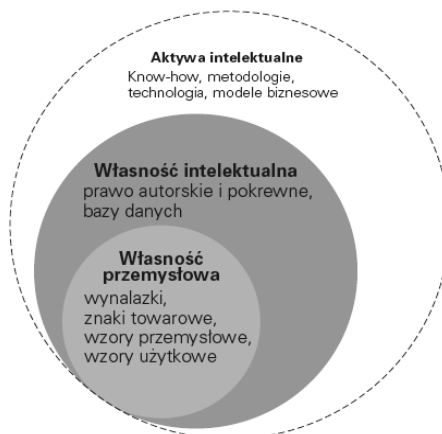 Aktywa intelektualne
Know-how, metodologie,
technologia, modele biznesowe
Własność intelektualna
prawo autorskie i pokrewne,
bazy danych
Własność
przemysłowa
wynalazki,
znaki towarowe,
wzory przemysłowe,
wzory użytkowe